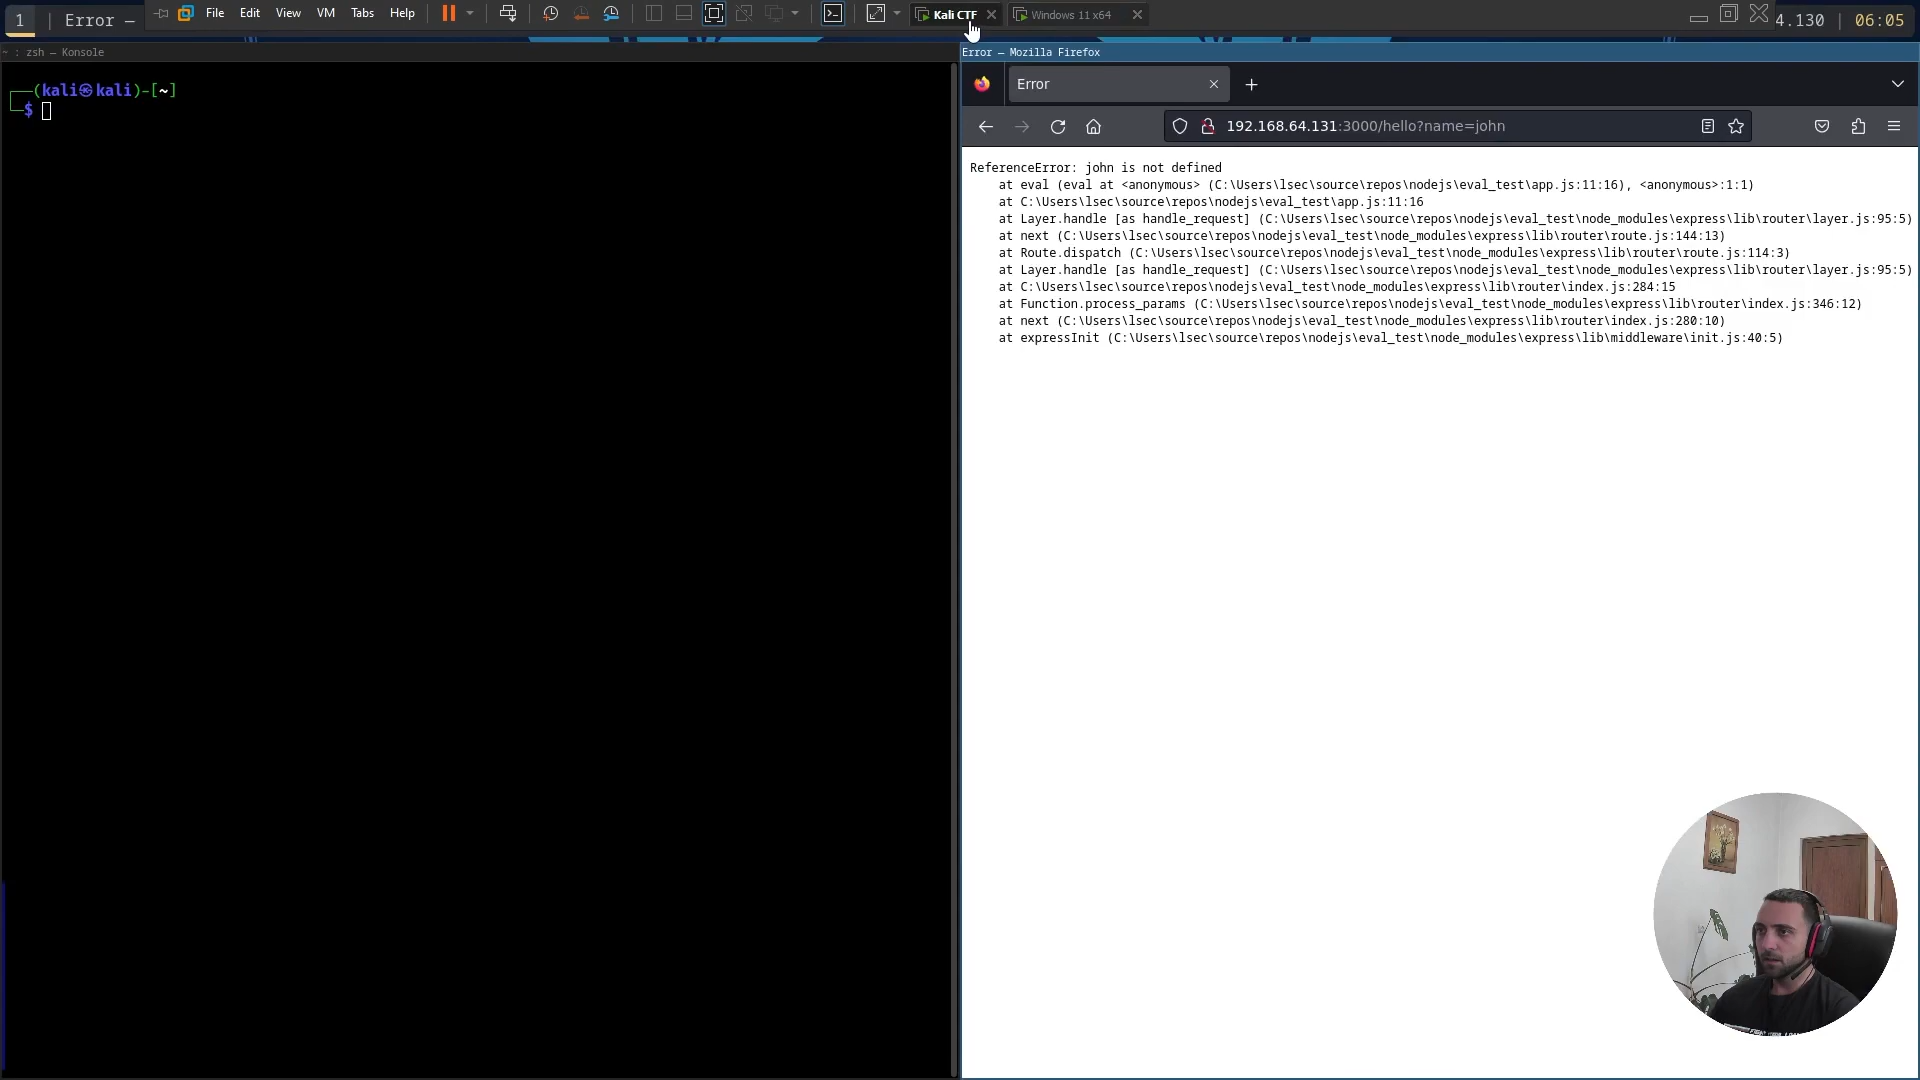 1 | Error —
File Edit View VM Tabs Help
Kali CTF
Windows 11 x64
4.130 | 06:05
~ : zsh — Konsole
Error — Mozilla Firefox
(kali㉿kali)-[~]
$
Error
192.168.64.131:3000/hello?name=john
ReferenceError: john is not defined
at eval (eval at <anonymous> (C:\Users\lsec\source\repos\nodejs\eval_test\app.js:11:16), <anonymous>:1:1)
at C:\Users\lsec\source\repos\nodejs\eval_test\app.js:11:16
at Layer.handle [as handle_request] (C:\Users\lsec\source\repos\nodejs\eval_test\node_modules\express\lib\router\layer.js:95:5)
at next (C:\Users\lsec\source\repos\nodejs\eval_test\node_modules\express\lib\router\route.js:144:13)
at Route.dispatch (C:\Users\lsec\source\repos\nodejs\eval_test\node_modules\express\lib\router\route.js:114:3)
at Layer.handle [as handle_request] (C:\Users\lsec\source\repos\nodejs\eval_test\node_modules\express\lib\router\layer.js:95:5)
at C:\Users\lsec\source\repos\nodejs\eval_test\node_modules\express\lib\router\index.js:284:15
at Function.process_params (C:\Users\lsec\source\repos\nodejs\eval_test\node_modules\express\lib\router\index.js:346:12)
at next (C:\Users\lsec\source\repos\nodejs\eval_test\node_modules\express\lib\router\index.js:280:10)
at expressInit (C:\Users\lsec\source\repos\nodejs\eval_test\node_modules\express\lib\middleware\init.js:40:5)